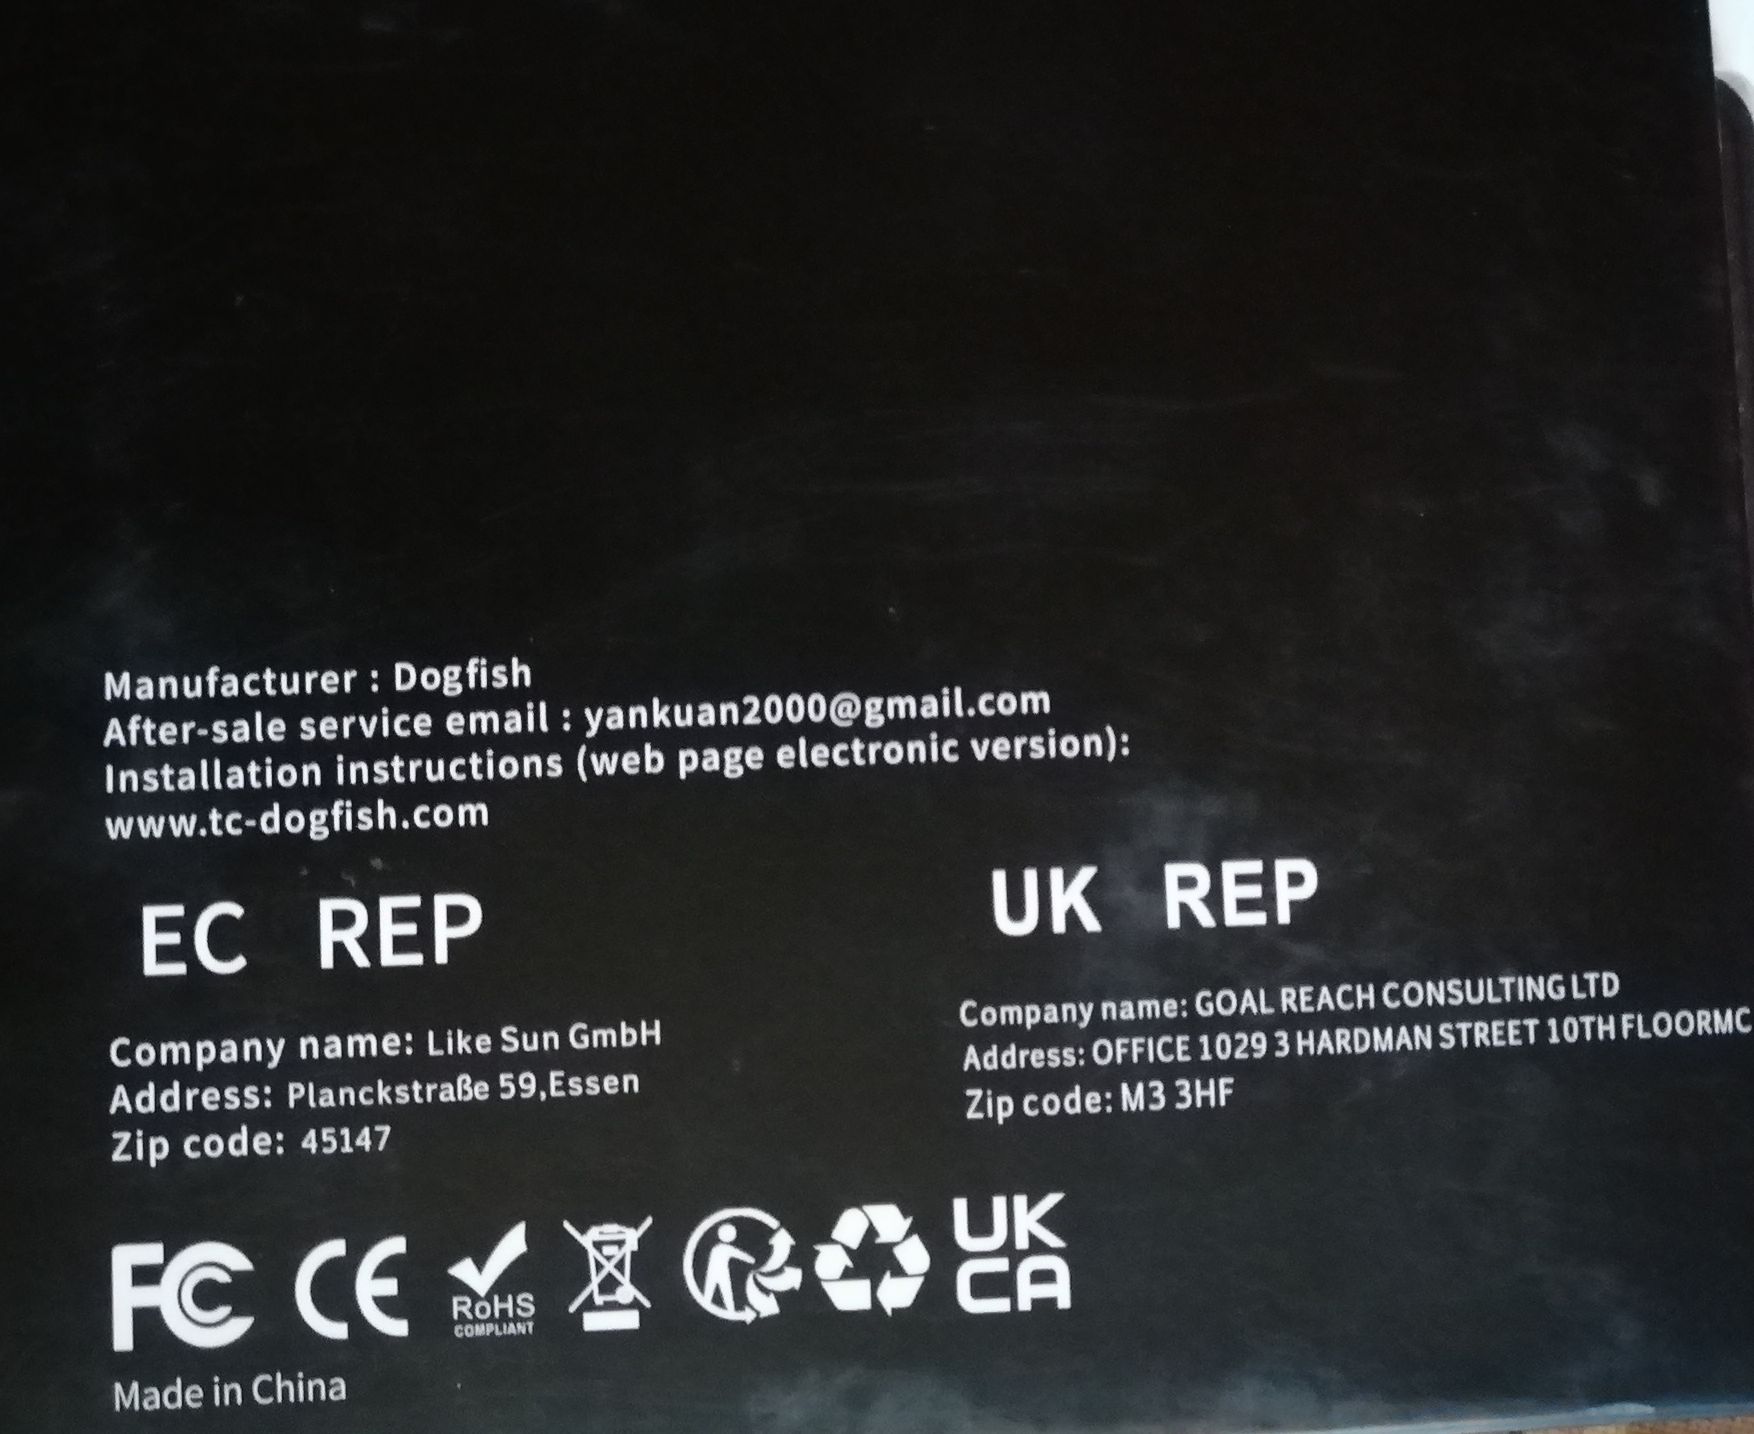 Manufacturer : Dogfish
After-sale service email : yankuan2000@gmail.com
Installation instructions (web page electronic version):
www.tc-dogfish.com
EC REP
Company name: Like Sun GmbH
Address: Planckstraße 59,Essen
Zip code: 45147
UK REP
Company name: GOAL REACH CONSULTING LTD
Address: OFFICE 1029 3 HARDMAN STREET 10TH FLOORMC
Zip code: M3 3HF
FC CE RoHS UK
COMPLIANT CA
Made in China